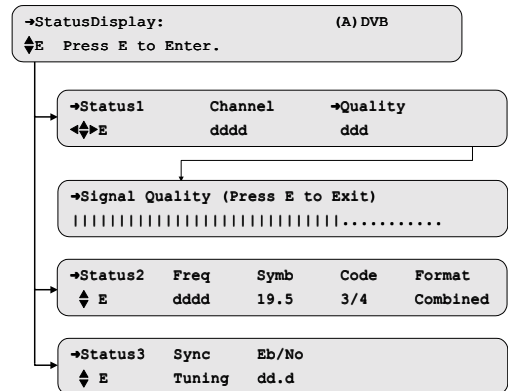 →StatusDisplay: (A)DVB
E Press E to Enter.
→Status1 Channel →Quality
E dddd ddd
→Signal Quality (Press E to Exit)
|||||||||||||||||||||||||||||...........
→Status2 Freq Symb Code Format
E dddd 19.5 3/4 Combined
→Status3 Sync Eb/No
E Tuning dd.d